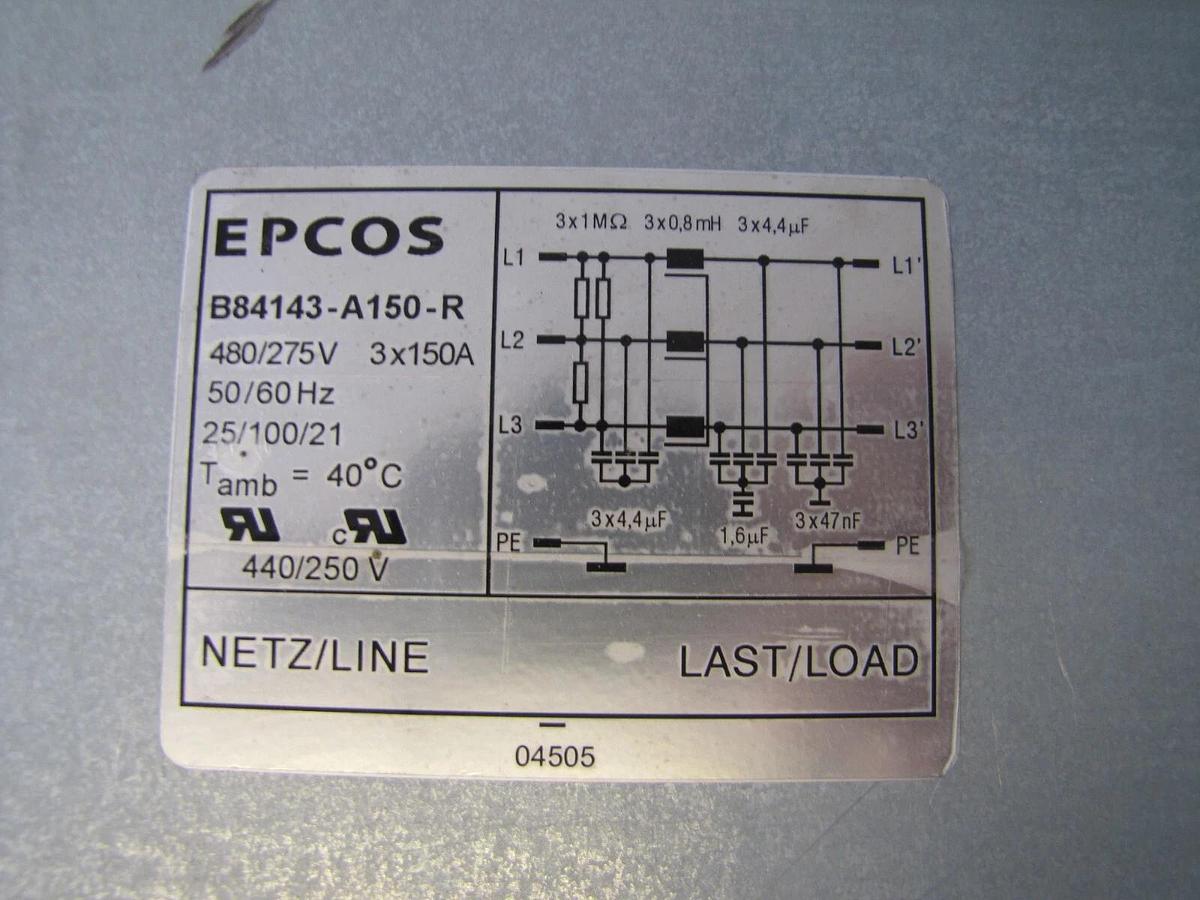 EPCOS
B84143-A150-R
480/275V 3x150A
50/60Hz
25/100/21
Tamb = 40°C
RU cRU
440/250 V
3x1MΩ 3x0,8mH 3x4,4µF
L1 L1'
L2 L2'
L3 L3'
3x4,4µF 1,6µF 3x47nF
PE PE
NETZ/LINE LAST/LOAD
04505